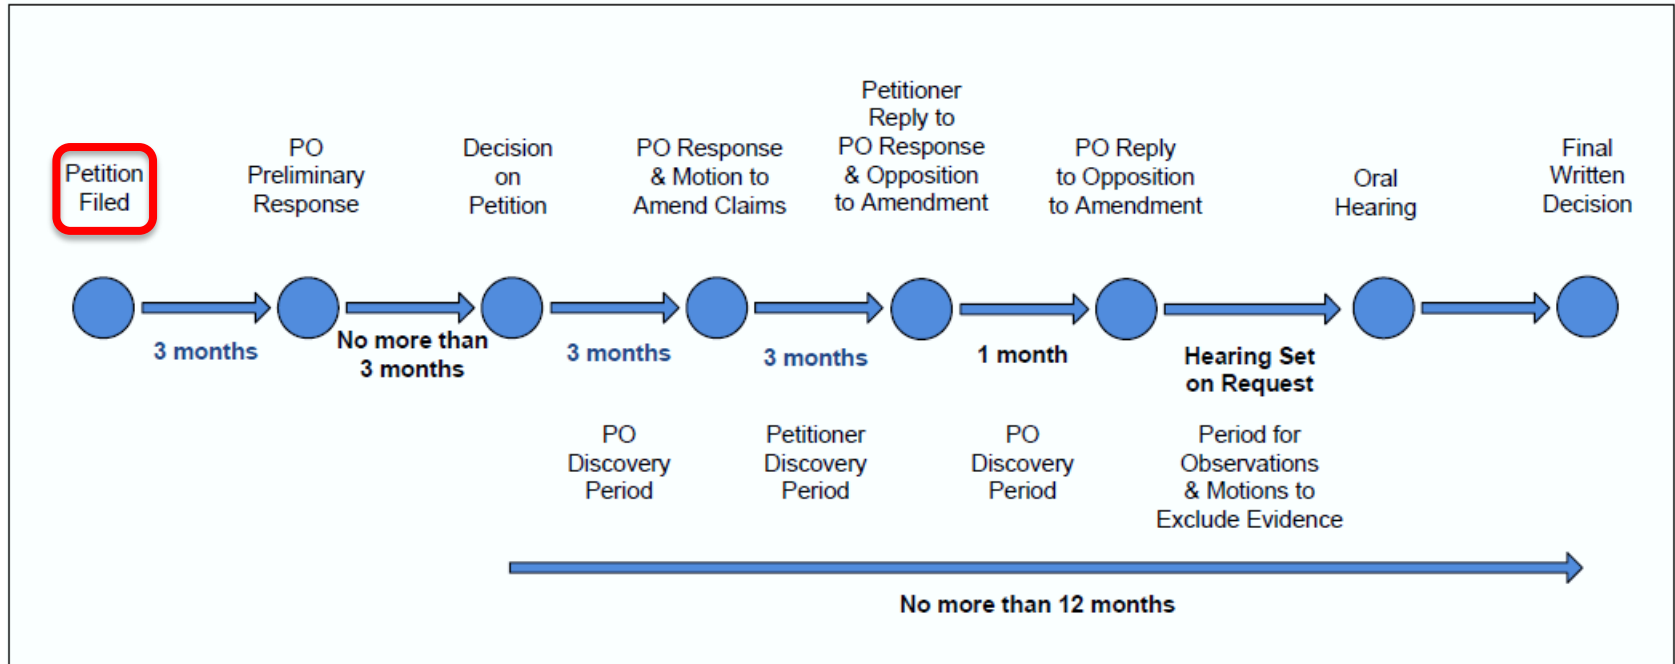 Petition
Filed
PO
Preliminary
Response
Decision
on
Petition
PO Response
& Motion to
Amend Claims
Petitioner
Reply to
PO Response
& Opposition
to Amendment
PO Reply
to Opposition
to Amendment
Oral
Hearing
Final
Written
Decision
3 months
No more than
3 months
3 months
3 months
1 month
Hearing Set
on Request
PO
Discovery
Period
Petitioner
Discovery
Period
PO
Discovery
Period
Period for
Observations
& Motions to
Exclude Evidence
No more than 12 months